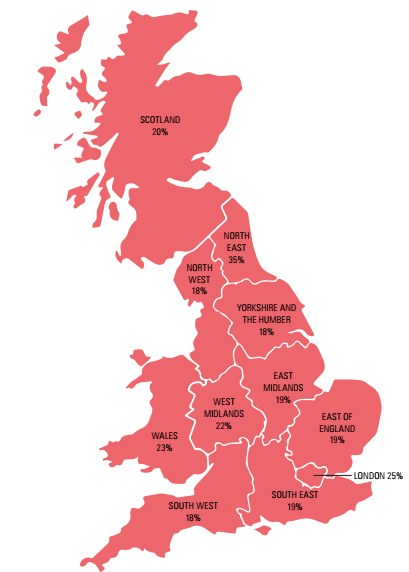 SCOTLAND
20%
NORTH
EAST
35%
NORTH
WEST
18%
YORKSHIRE AND
THE HUMBER
18%
EAST
MIDLANDS
19%
WEST
MIDLANDS
22%
EAST OF
ENGLAND
19%
WALES
23%
LONDON 25%
SOUTH EAST
19%
SOUTH WEST
18%